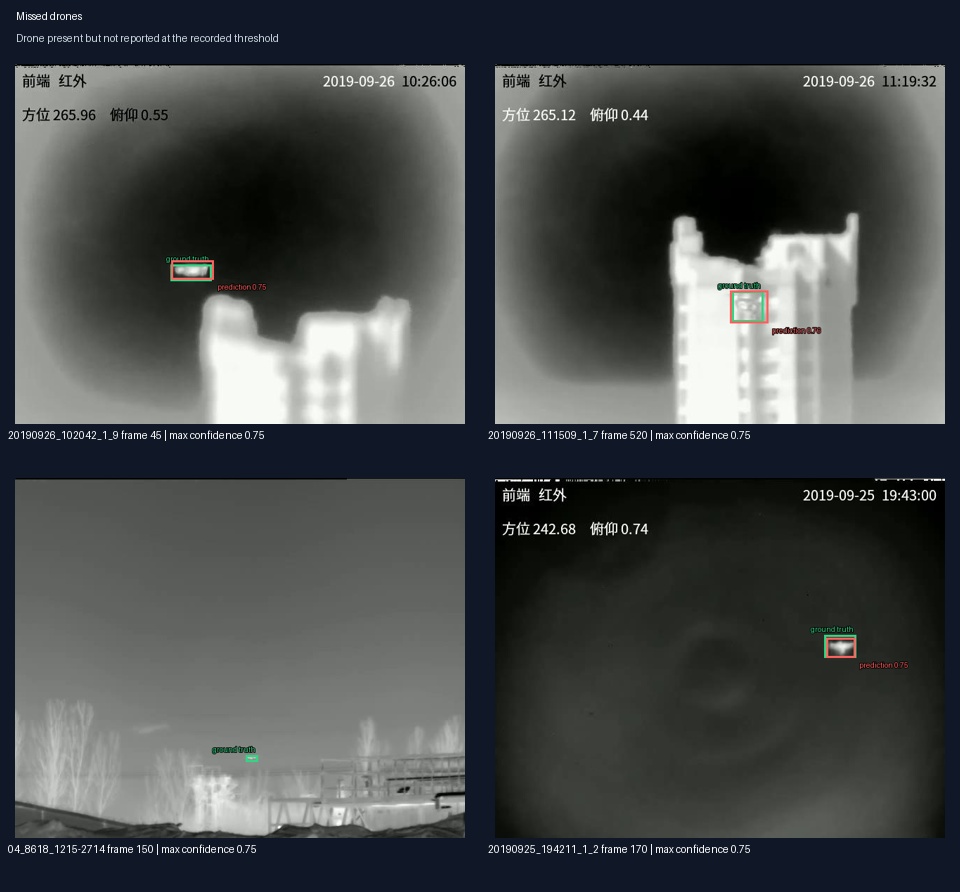 Missed drones
Drone present but not reported at the recorded threshold
前端 红外 2019-09-26 10:26:06
方位 265.96 俯仰 0.55
ground truth
prediction 0.75
20190926_102042_1_9 frame 45 | max confidence 0.75
前端 红外 2019-09-26 11:19:32
方位 265.12 俯仰 0.44
ground truth
20190926_111509_1_7 frame 520 | max confidence 0.75
ground truth
04_8618_1215-2714 frame 150 | max confidence 0.75
前端 红外 2019-09-25 19:43:00
方位 242.68 俯仰 0.74
ground truth
prediction 0.75
20190925_194211_1_2 frame 170 | max confidence 0.75